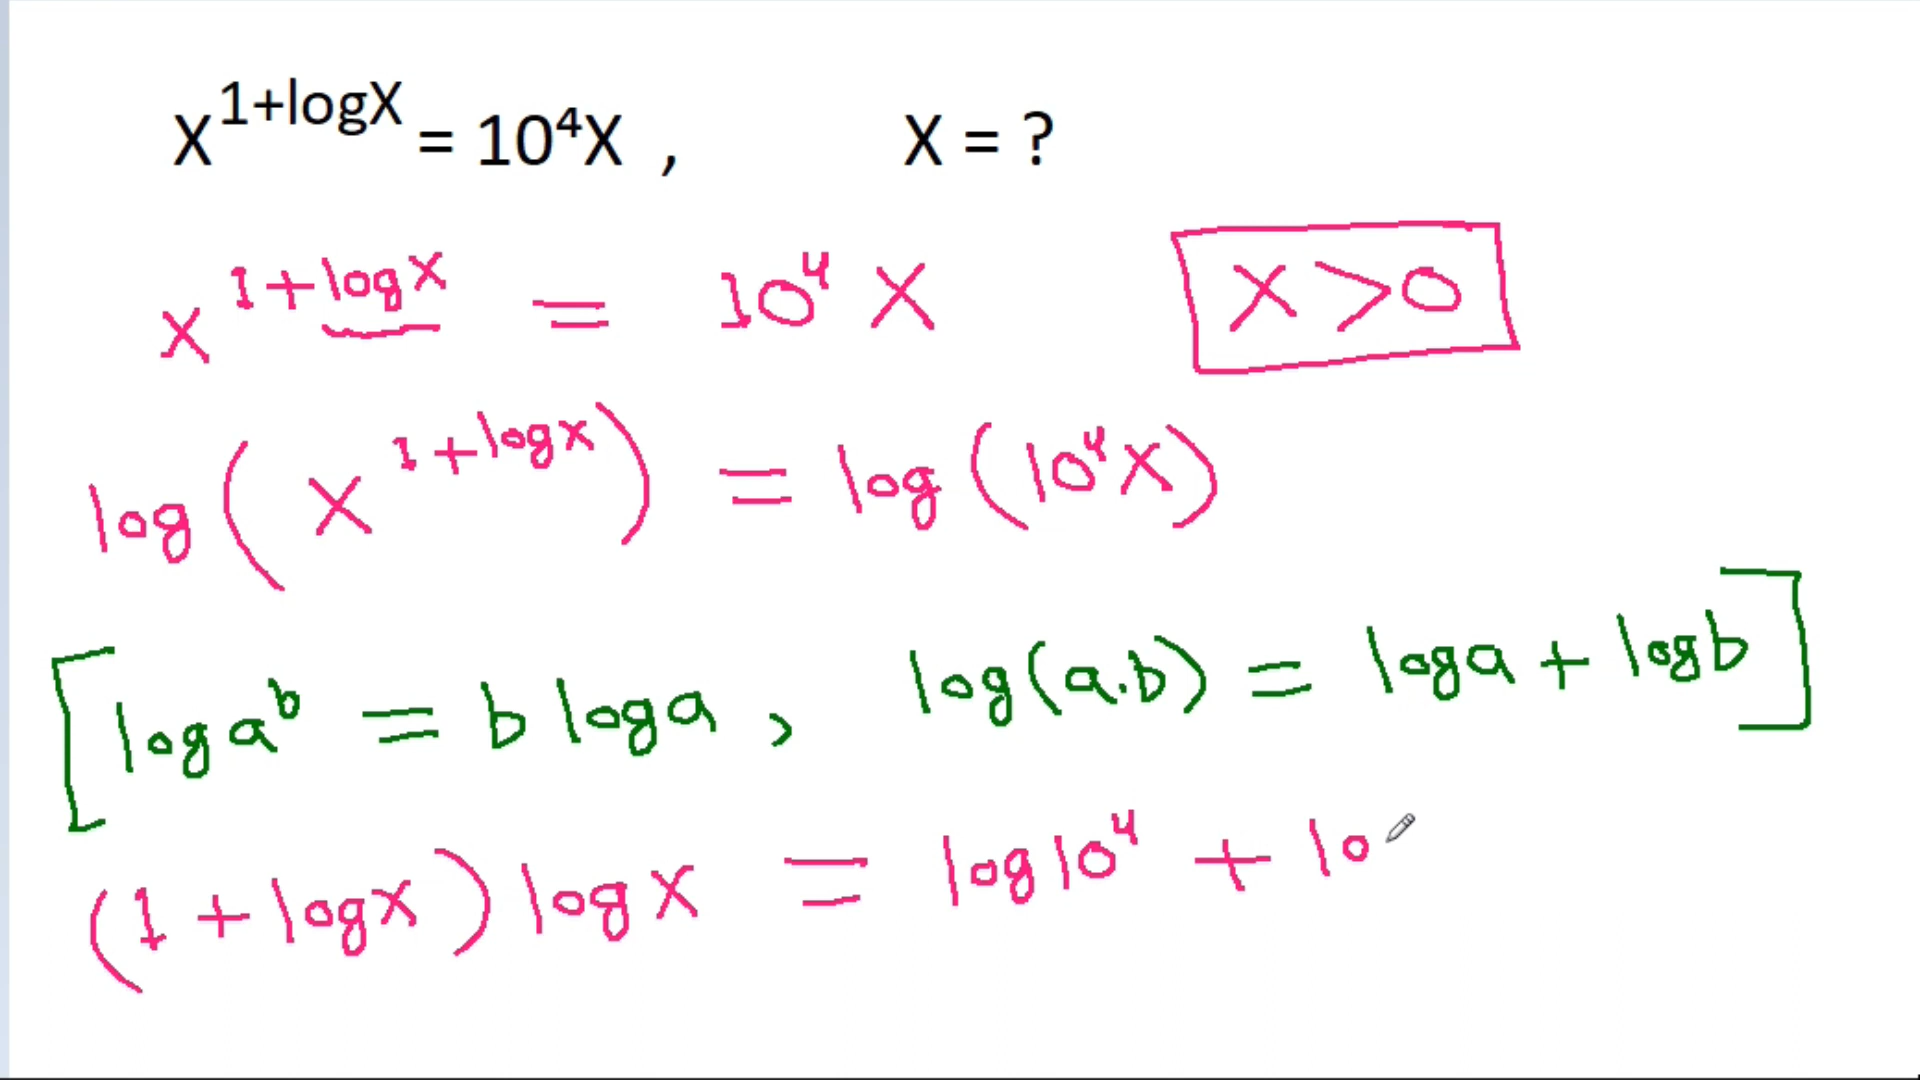 X^{1+logX} = 10⁴X , X = ?
x^{1+logx} = 10⁴ X X>0
log(x^{1+logx}) = log(10⁴x)
[log a^b = b log a , log(a.b) = log a + log b]
(1 + log x) log x = log 10⁴ + lo